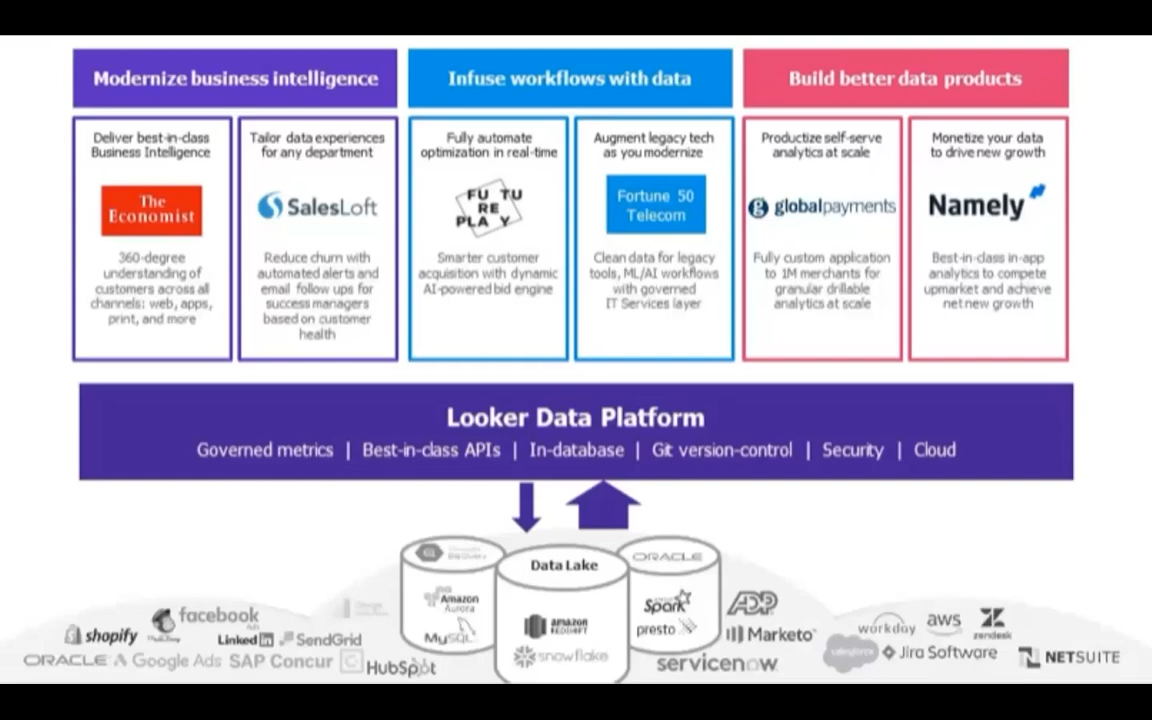 Modernize business intelligence
Infuse workflows with data
Build better data products
Deliver best-in-class
Business Intelligence
The
Economist
360-degree
understanding of
customers across all
channels: web, apps,
print, and more
Tailor data experiences
for any department
SalesLoft
Reduce churn with
automated alerts and
email follow ups for
success managers
based on customer
health
Fully automate
optimization in real-time
FU TU
RE
PLA Y
Smarter customer
acquisition with dynamic
AI-powered bid engine
Augment legacy tech
as you modernize
Fortune 50
Telecom
Clean data for legacy
tools, ML/AI workflows
with governed
IT Services layer
Productize self-serve
analytics at scale
globalpayments
Fully custom application
to 1M merchants for
granular drillable
analytics at scale
Monetize your data
to drive new growth
Namely
Best-in-class in-app
analytics to compete
upmarket and achieve
net new growth
Looker Data Platform
Governed metrics | Best-in-class APIs | In-database | Git version-control | Security | Cloud
BigQuery
Amazon
Aurora
MySQL
Data Lake
amazon
REDSHIFT
snowflake
ORACLE
Spark
presto
facebook
Ads
shopify
LinkedIn
SendGrid
ORACLE
Google Ads
SAP Concur
HubSpot
ADP
Marketo
servicenow
workday
aws
zendesk
salesforce
Jira Software
NETSUITE